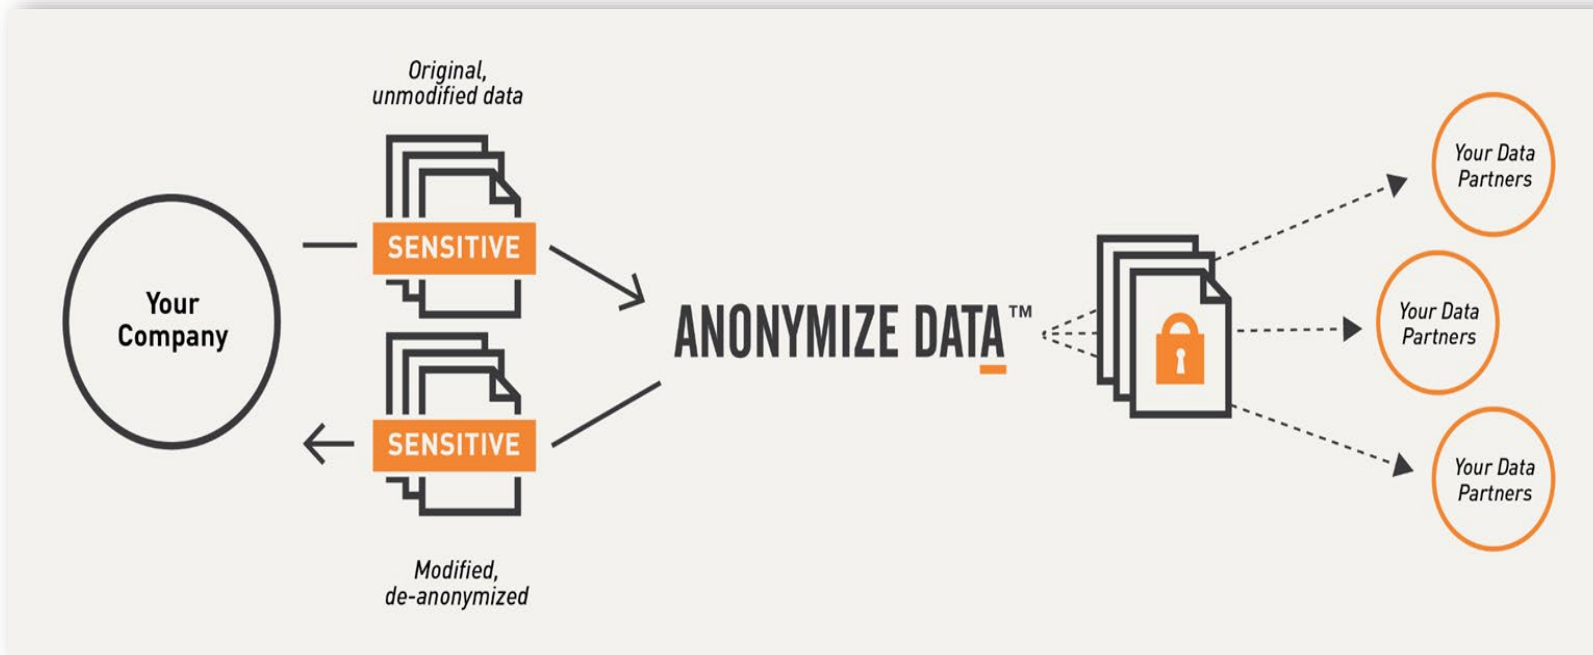 Original,
unmodified data
SENSITIVE
Your
Company
SENSITIVE
Modified,
de-anonymized
ANONYMIZE DATA™
Your Data
Partners
Your Data
Partners
Your Data
Partners